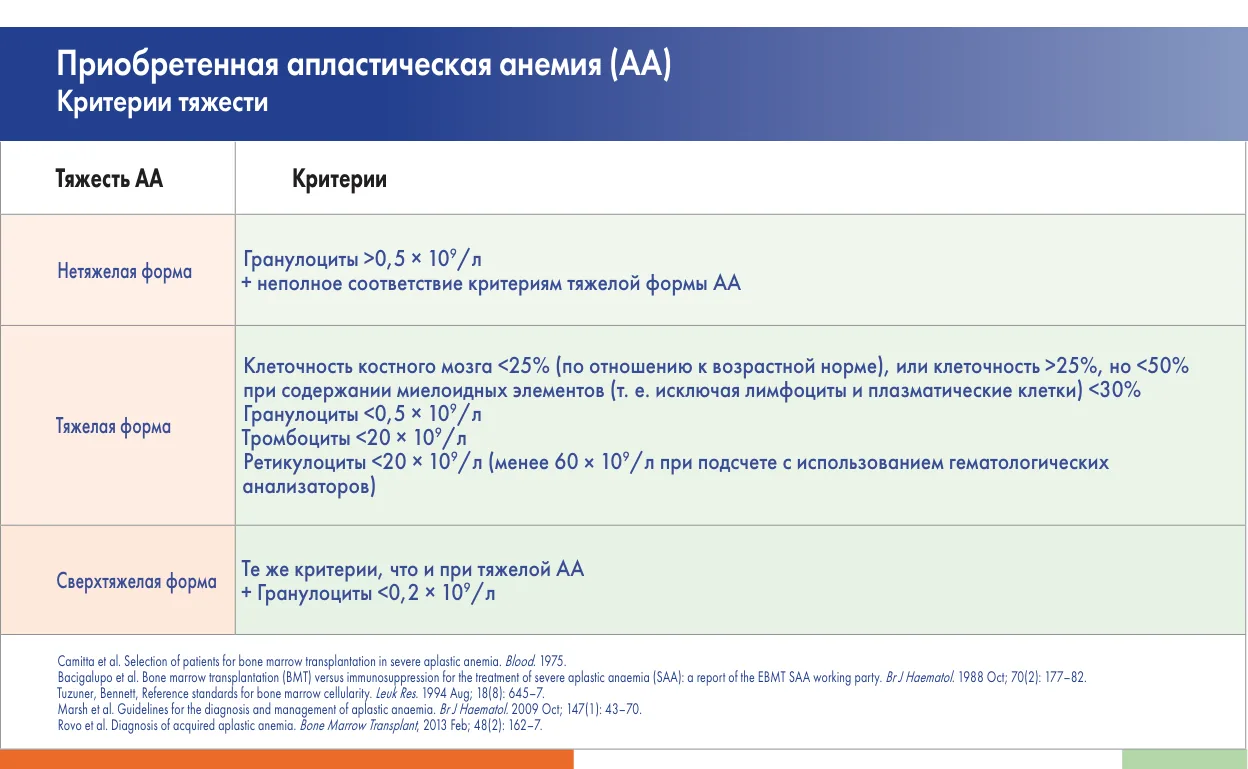 Приобретенная апластическая анемия (АА)
Критерии тяжести
Тяжесть АА
Критерии
Нетяжелая форма
Гранулоциты >0,5 × 10⁹/л
+ неполное соответствие критериям тяжелой формы АА
Тяжелая форма
Клеточность костного мозга <25% (по отношению к возрастной норме), или клеточность >25%, но <50%
при содержании миелоидных элементов (т. е. исключая лимфоциты и плазматические клетки) <30%
Гранулоциты <0,5 × 10⁹/л
Тромбоциты <20 × 10⁹/л
Ретикулоциты <20 × 10⁹/л (менее 60 × 10⁹/л при подсчете с использованием гематологических
анализаторов)
Сверхтяжелая форма
Те же критерии, что и при тяжелой АА
+ Гранулоциты <0,2 × 10⁹/л
Camitta et al. Selection of patients for bone marrow transplantation in severe aplastic anemia. Blood. 1975.
Bacigalupo et al. Bone marrow transplantation (BMT) versus immunosuppression for the treatment of severe aplastic anaemia (SAA): a report of the EBMT SAA working party. Br J Haematol. 1988 Oct; 70(2): 177–82.
Tuzuner, Bennett, Reference standards for bone marrow cellularity. Leuk Res. 1994 Aug; 18(8): 645–7.
Marsh et al. Guidelines for the diagnosis and management of aplastic anaemia. Br J Haematol. 2009 Oct; 147(1): 43–70.
Rovo et al. Diagnosis of acquired aplastic anemia. Bone Marrow Transplant, 2013 Feb; 48(2): 162–7.